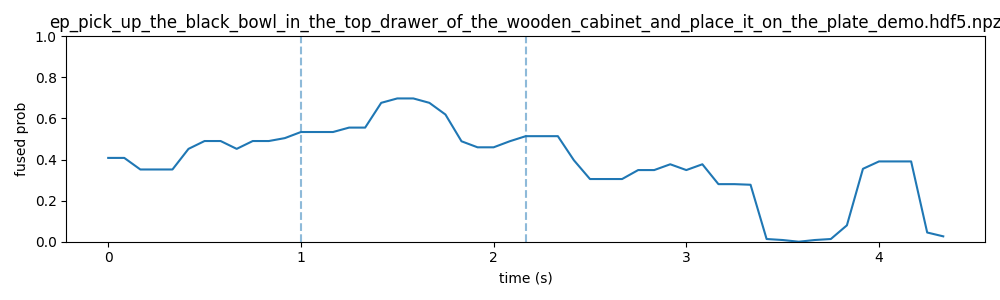 ep_pick_up_the_black_bowl_in_the_top_drawer_of_the_wooden_cabinet_and_place_it_on_the_plate_demo.hdf5.npz
1.0
0.8
0.6
0.4
0.2
0.0
fused prob
0 1 2 3 4
time (s)